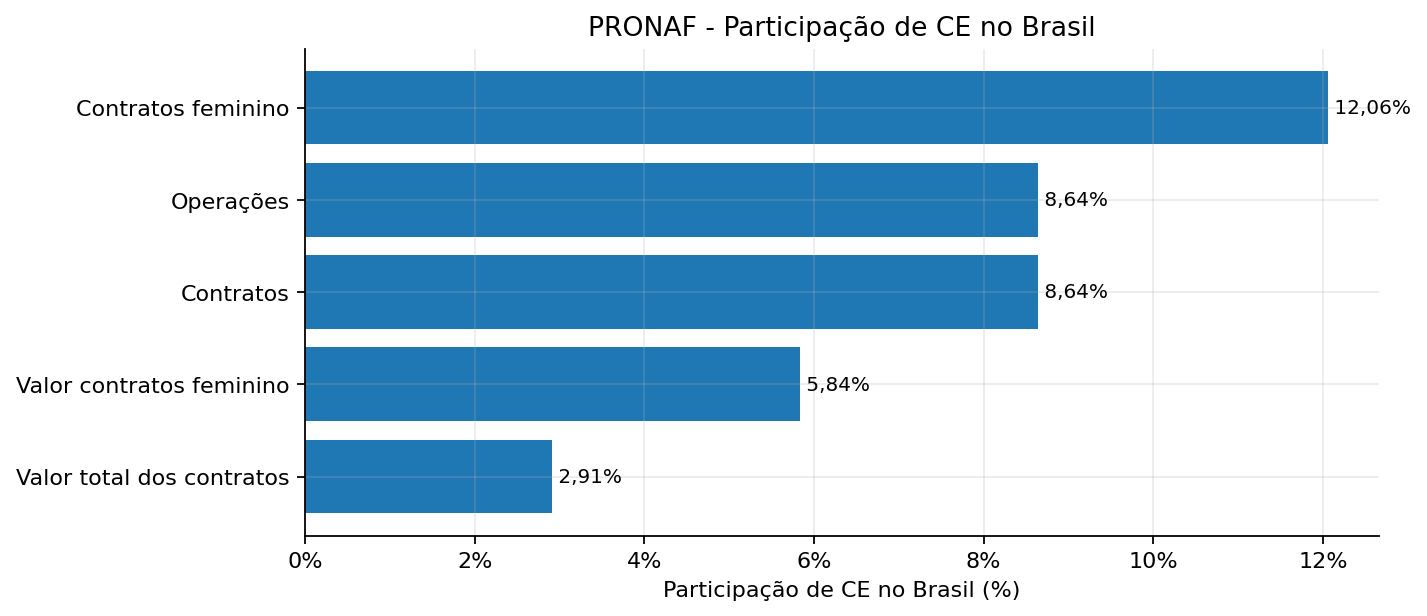 PRONAF - Participação de CE no Brasil
Contratos feminino
12,06%
Operações
8,64%
Contratos
8,64%
Valor contratos feminino
5,84%
Valor total dos contratos
2,91%
0%
2%
4%
6%
8%
10%
12%
Participação de CE no Brasil (%)